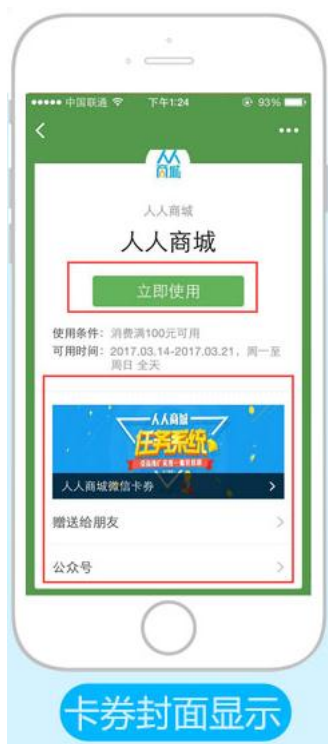 中国联通 下午1:24 93%
人人
商城
人人商城
人人商城
立即使用
使用条件: 消费满100元可用
可用时间: 2017.03.14-2017.03.21, 周一至
周日 全天
人人商城
任务系统
人人商城微信卡券
赠送给朋友
公众号
卡券封面显示